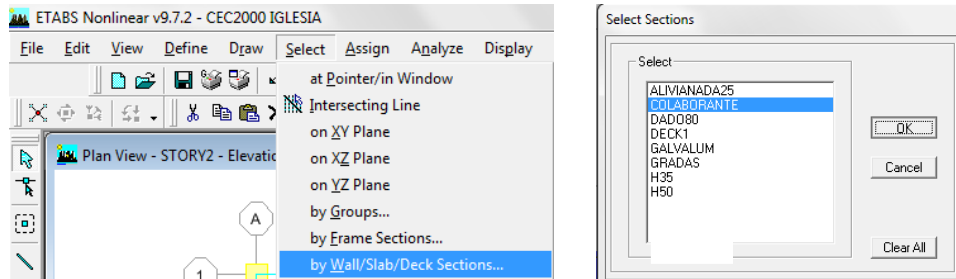 ETABS Nonlinear v9.7.2 - CEC2000 IGLESIA
File Edit View Define Draw Select Assign Analyze Display
at Pointer/in Window
Intersecting Line
on XY Plane
on XZ Plane
on YZ Plane
by Groups...
by Frame Sections...
by Wall/Slab/Deck Sections...
Plan View - STORY2 - Elevatio
A
1
Select Sections
Select
ALIVIANADA25
COLABORANTE
DADO80
DECK1
GALVALUM
GRADAS
H35
H50
OK
Cancel
Clear All